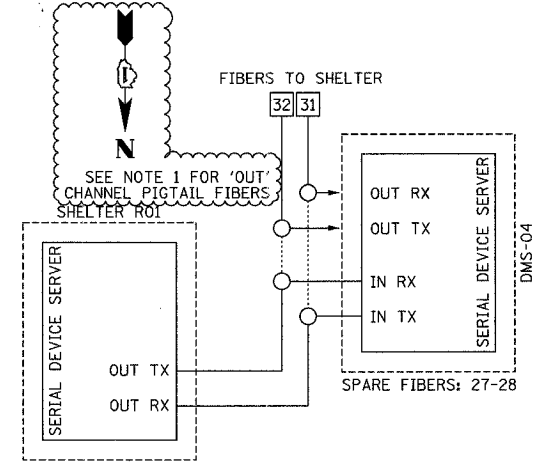 N
SEE NOTE 1 FOR 'OUT'
CHANNEL PIGTAIL FIBERS
FIBERS TO SHELTER
32 31
SHELTER R01
SERIAL DEVICE SERVER
OUT TX
OUT RX
OUT RX
OUT TX
IN RX
IN TX
SERIAL DEVICE SERVER
DMS-04
SPARE FIBERS: 27-28